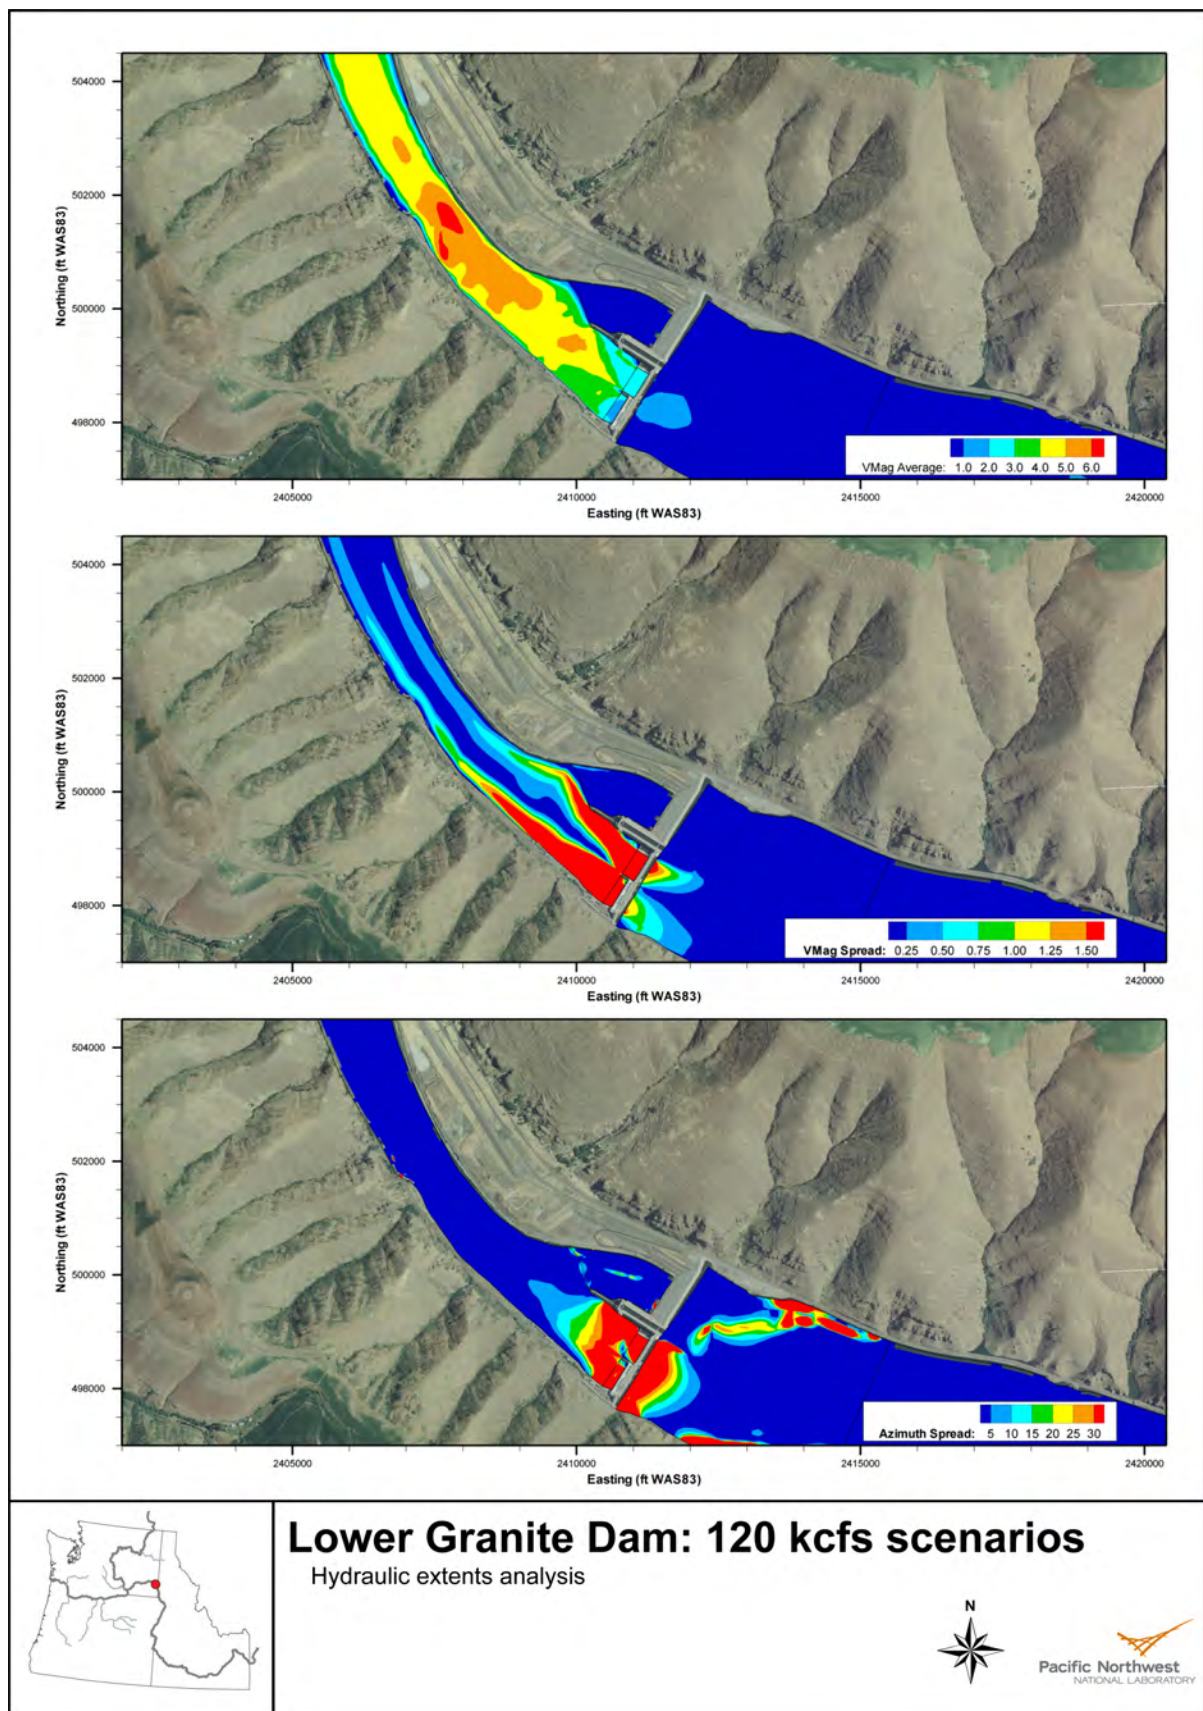 504000
502000
500000
498000
Northing (ft WAS83)
VMag Average: 1.0 2.0 3.0 4.0 5.0 6.0
2405000 2410000 2415000 2420000
Easting (ft WAS83)
504000
502000
500000
498000
Northing (ft WAS83)
VMag Spread: 0.25 0.50 0.75 1.00 1.25 1.50
2405000 2410000 2415000 2420000
Easting (ft WAS83)
504000
502000
500000
498000
Northing (ft WAS83)
Azimuth Spread: 5 10 15 20 25 30
2405000 2410000 2415000 2420000
Easting (ft WAS83)
Lower Granite Dam: 120 kcfs scenarios
Hydraulic extents analysis
N
Pacific Northwest
NATIONAL LABORATORY